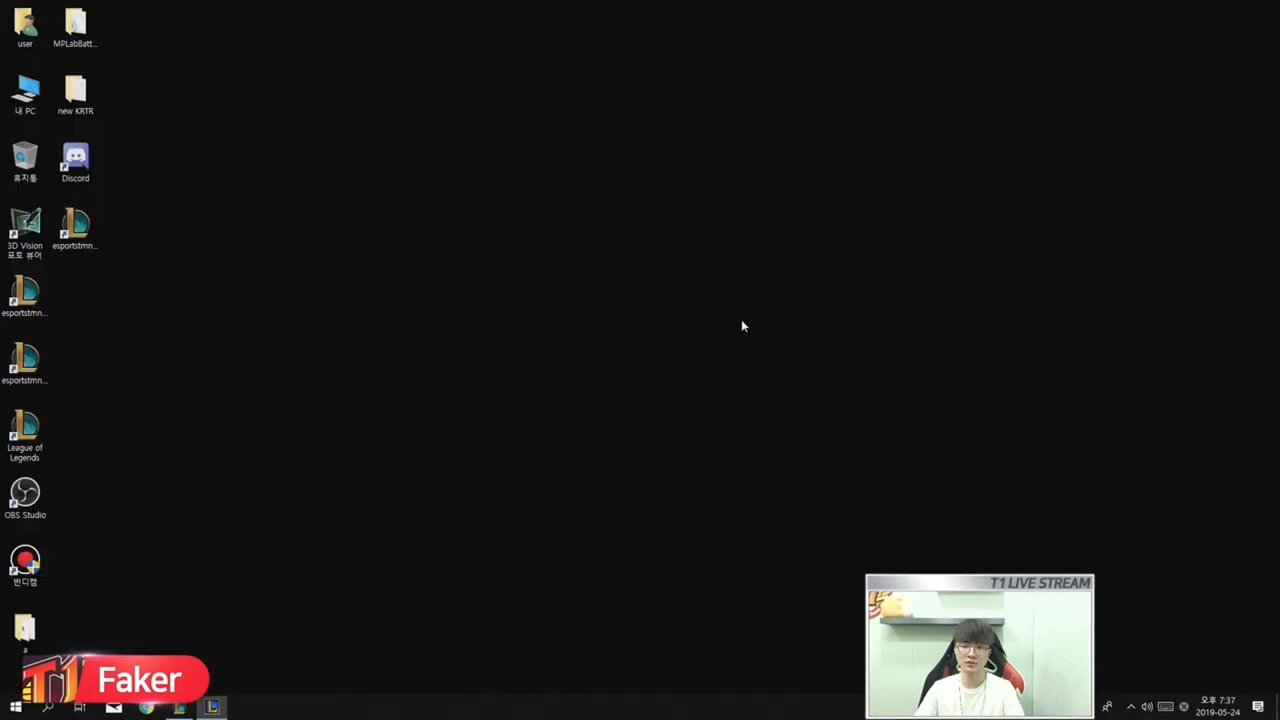 user
MPLabBatt...
내 PC
new KRTR
휴지통
Discord
3D Vision
포토 뷰어
esportstmn...
esportstmn...
esportstmn...
League of
Legends
OBS Studio
반디캠
a
T1
Faker
T1 LIVE STREAM
오후 7:37
2019-05-24